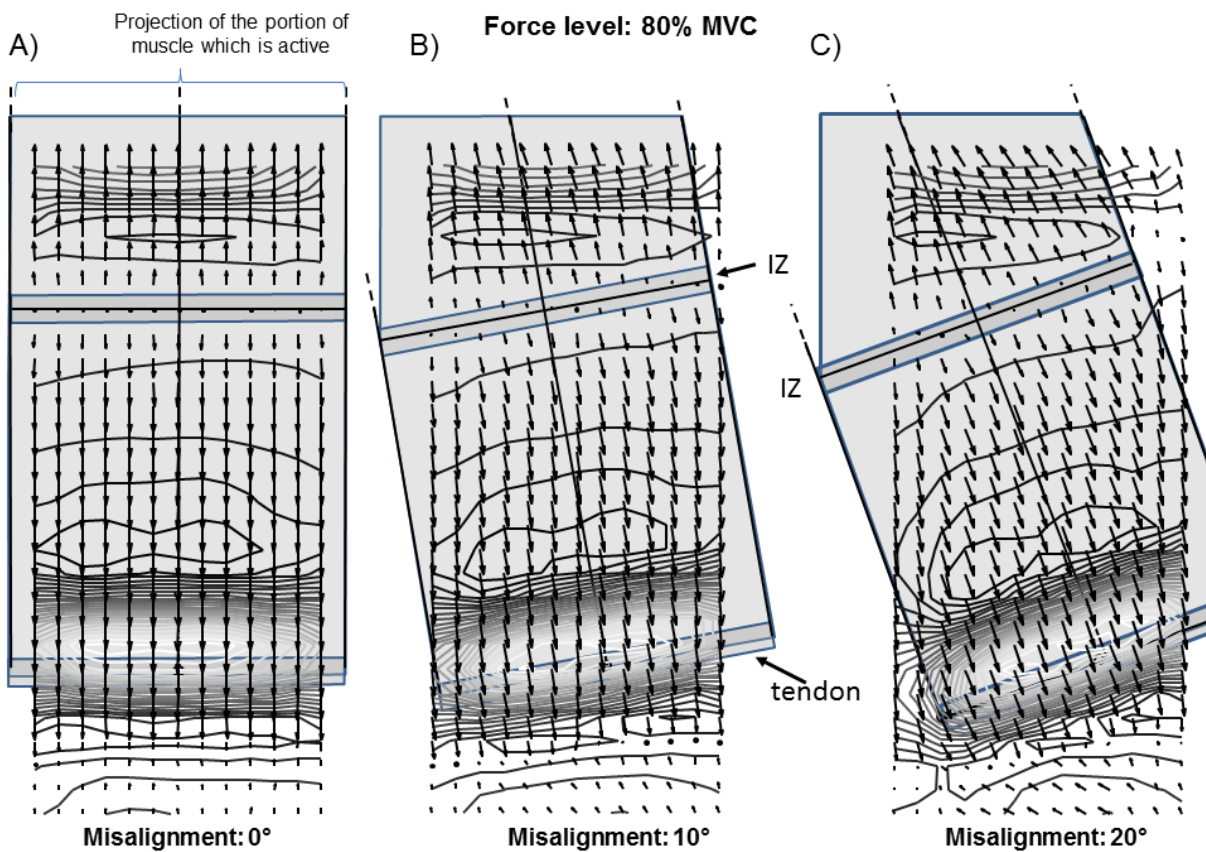 Projection of the portion of
muscle which is active
Force level: 80% MVC
A)
B)
C)
IZ
IZ
tendon
Misalignment: 0°
Misalignment: 10°
Misalignment: 20°